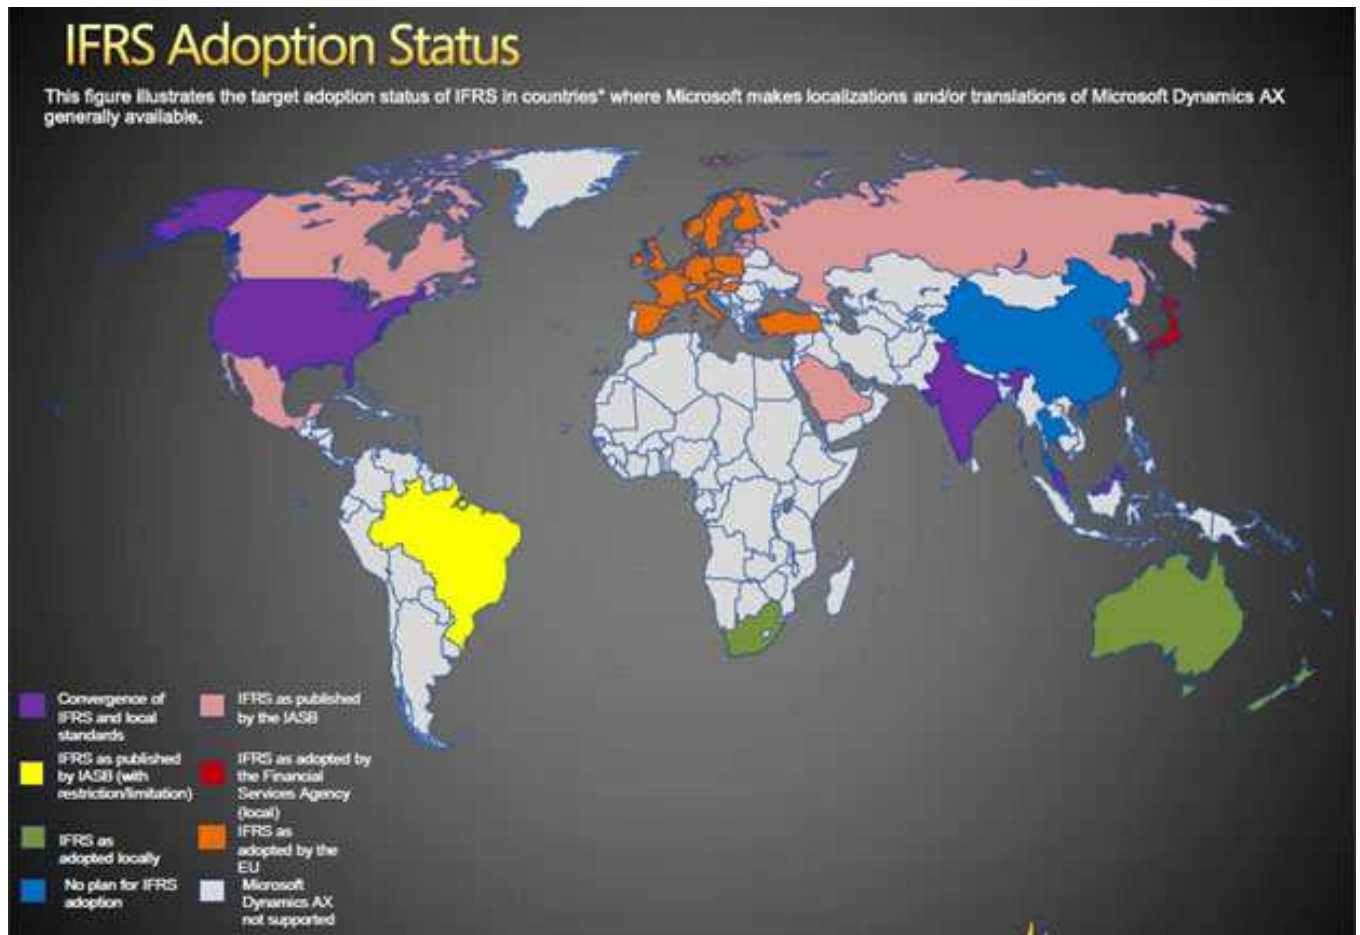 IFRS Adoption Status
This figure illustrates the target adoption status of IFRS in countries* where Microsoft makes localizations and/or translations of Microsoft Dynamics AX
generally available.
Convergence of
IFRS and local
standards
IFRS as published
by the IASB
IFRS as published
by IASB (with
restriction/limitation)
IFRS as adopted by
the Financial
Services Agency
(local)
IFRS as
adopted locally
IFRS as
adopted by the
EU
No plan for IFRS
adoption
Microsoft
Dynamics AX
not supported